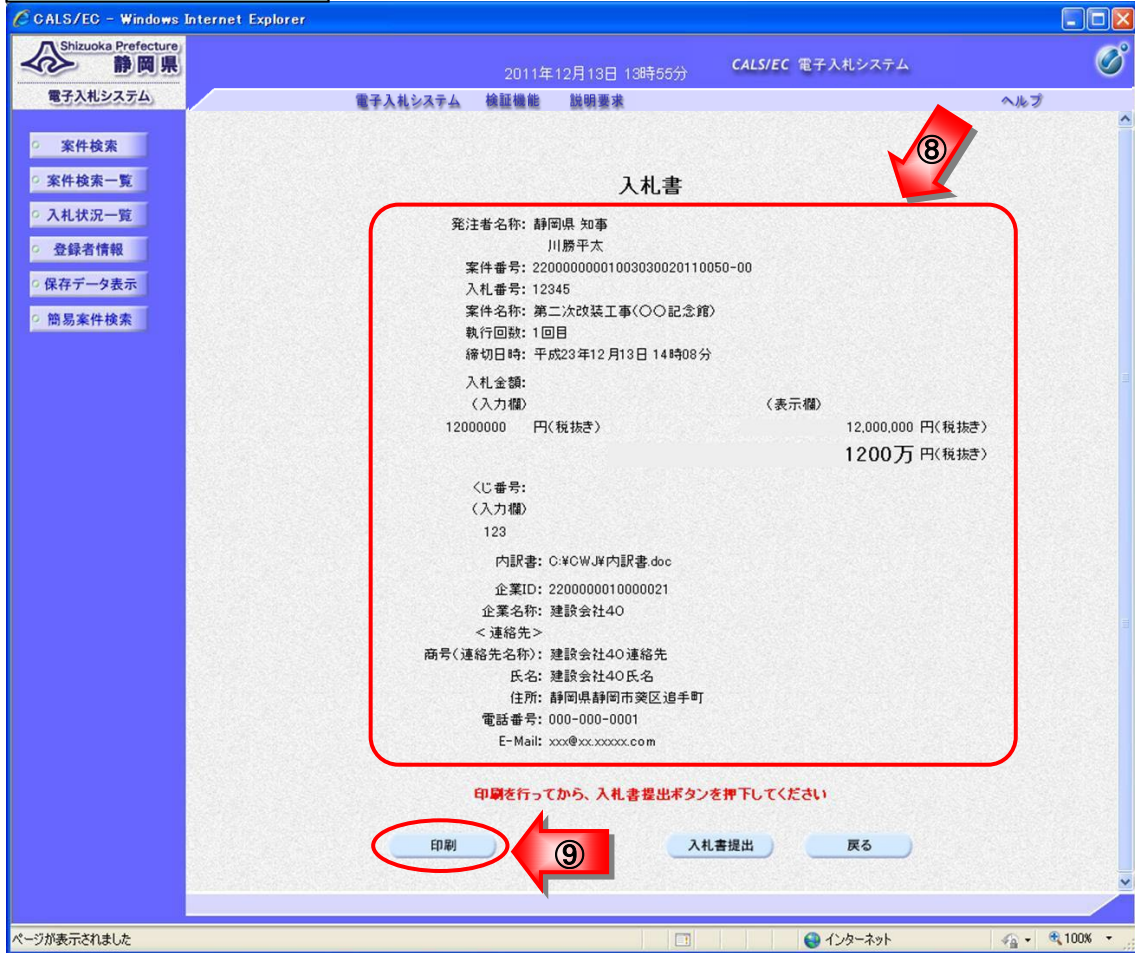 CALS/EC - Windows Internet Explorer
Shizuoka Prefecture
静岡県
電子入札システム
2011年12月13日 13時55分
CALS/EC 電子入札システム
電子入札システム 検証機能 説明要求 ヘルプ
案件検索
案件検索一覧
入札状況一覧
登録者情報
保存データ表示
簡易案件検索
⑧
入札書
発注者名称: 静岡県 知事
川勝平太
案件番号: 22000000001003030020110050-00
入札番号: 12345
案件名称: 第二次改装工事(〇〇記念館)
執行回数: 1回目
締切日時: 平成23年12月13日 14時08分
入札金額:
(入力欄) (表示欄)
12000000 円(税抜き) 12,000,000 円(税抜き)
1200万 円(税抜き)
くじ番号:
(入力欄)
123
内訳書: C:¥CWJ¥内訳書.doc
企業ID: 2200000010000021
企業名称: 建設会社40
<連絡先>
商号(連絡先名称): 建設会社40連絡先
氏名: 建設会社40氏名
住所: 静岡県静岡市葵区追手町
電話番号: 000-000-0001
E-Mail: xxx@xx.xxxxx.com
印刷を行ってから、入札書提出ボタンを押下してください
印刷 ⑨ 入札書提出 戻る
ページが表示されました インターネット 100%